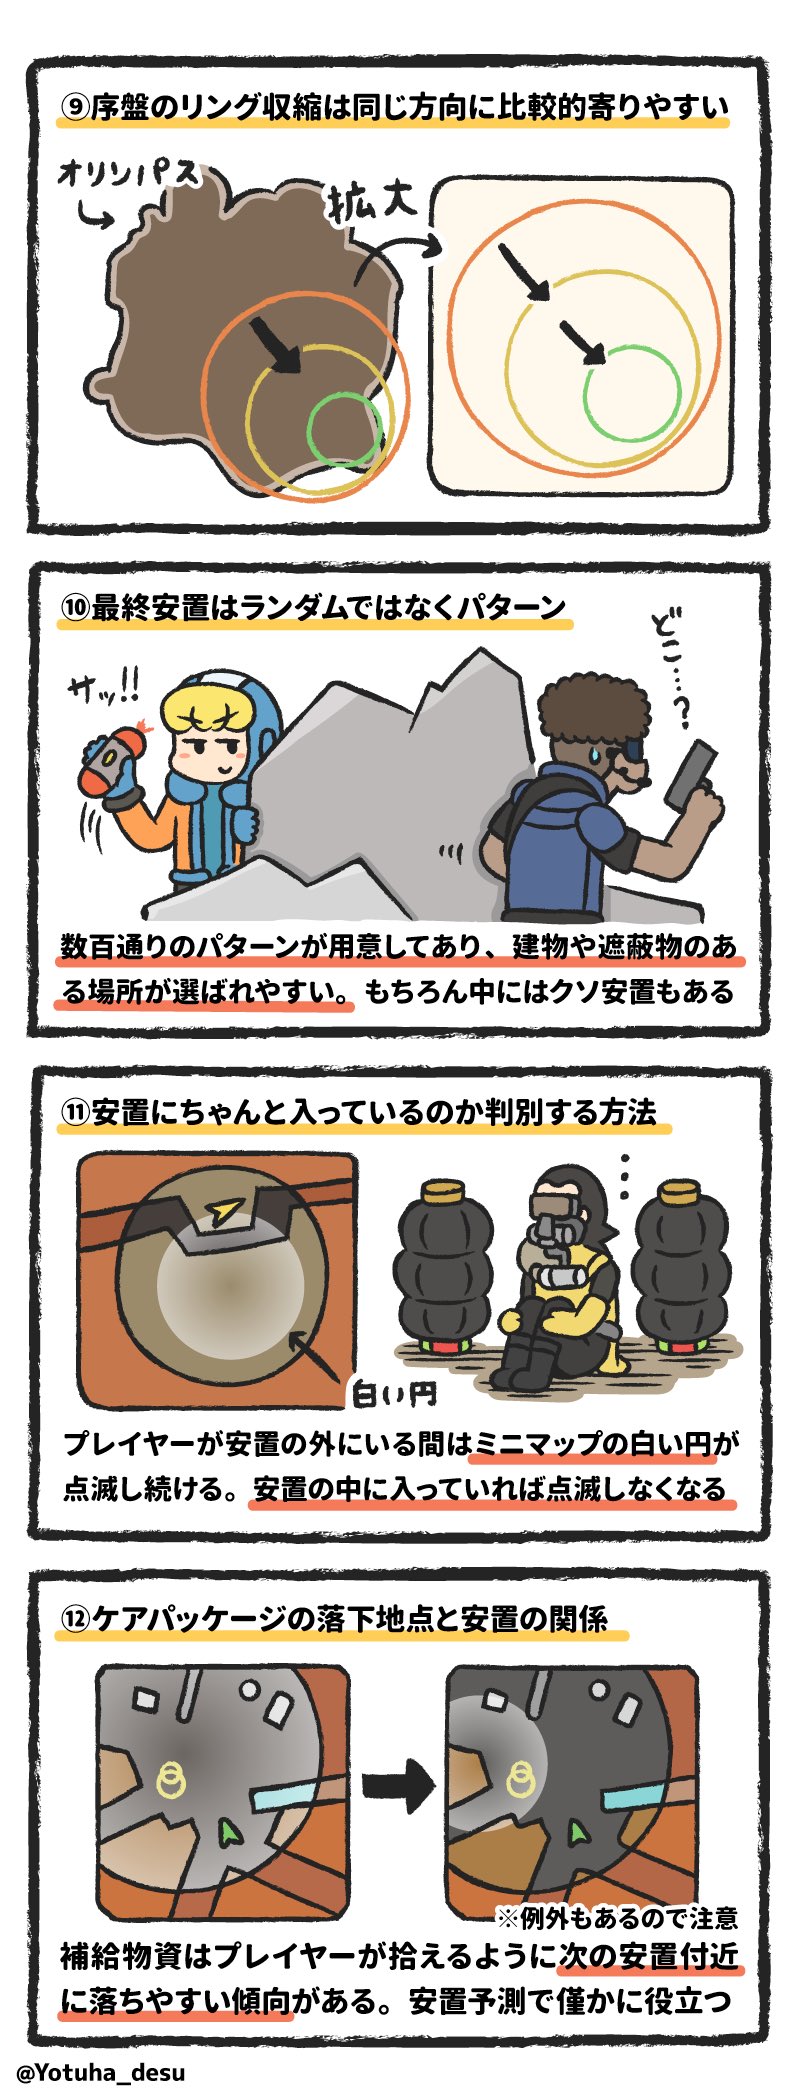 ⑨序盤のリング収縮は同じ方向に比較的寄りやすい
オリンパス
拡大
⑩最終安置はランダムではなくパターン
サッ!!
どこ…?
数百通りのパターンが用意してあり、建物や遮蔽物のあ
る場所が選ばれやすい。もちろん中にはクソ安置もある
⑪安置にちゃんと入っているのか判別する方法
…
白い円
プレイヤーが安置の外にいる間はミニマップの白い円が
点滅し続ける。安置の中に入っていれば点滅しなくなる
⑫ケアパッケージの落下地点と安置の関係
※例外もあるので注意
補給物資はプレイヤーが拾えるように次の安置付近
に落ちやすい傾向がある。安置予測で僅かに役立つ
@Yotuha_desu